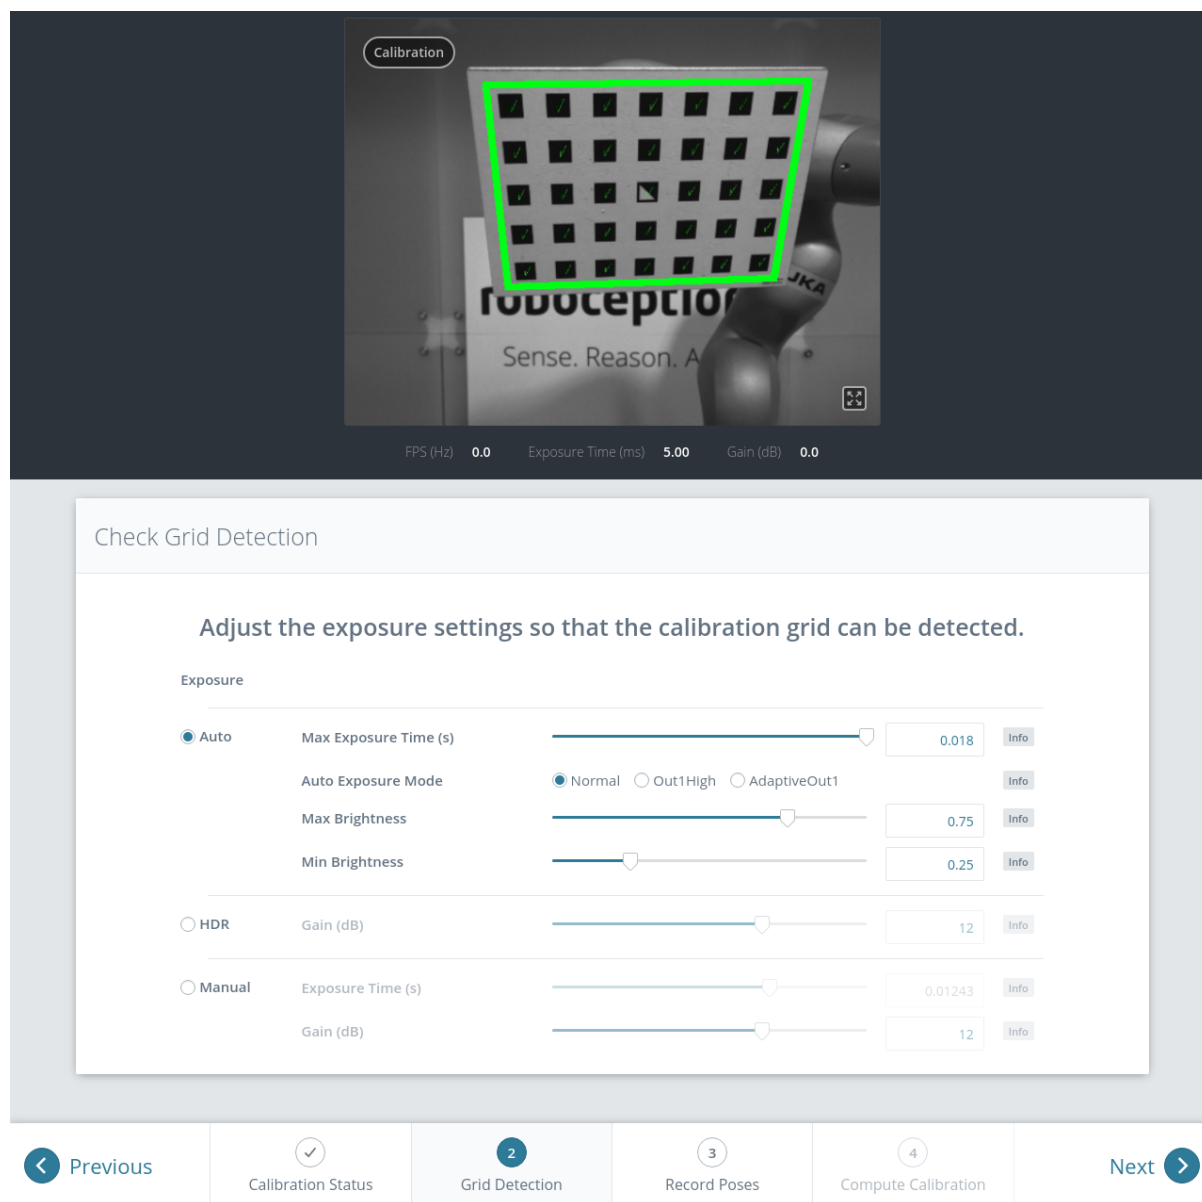 Calibration
roboception
Sense. Reason. A
FPS (Hz) 0.0 Exposure Time (ms) 5.00 Gain (dB) 0.0
Check Grid Detection
Adjust the exposure settings so that the calibration grid can be detected.
Exposure
Auto Max Exposure Time (s) 0.018 Info
Auto Exposure Mode Normal Out1High AdaptiveOut1 Info
Max Brightness 0.75 Info
Min Brightness 0.25 Info
HDR Gain (dB) 12 Info
Manual Exposure Time (s) 0.01243 Info
Gain (dB) 12 Info
Previous
Calibration Status
2
Grid Detection
3
Record Poses
4
Compute Calibration
Next